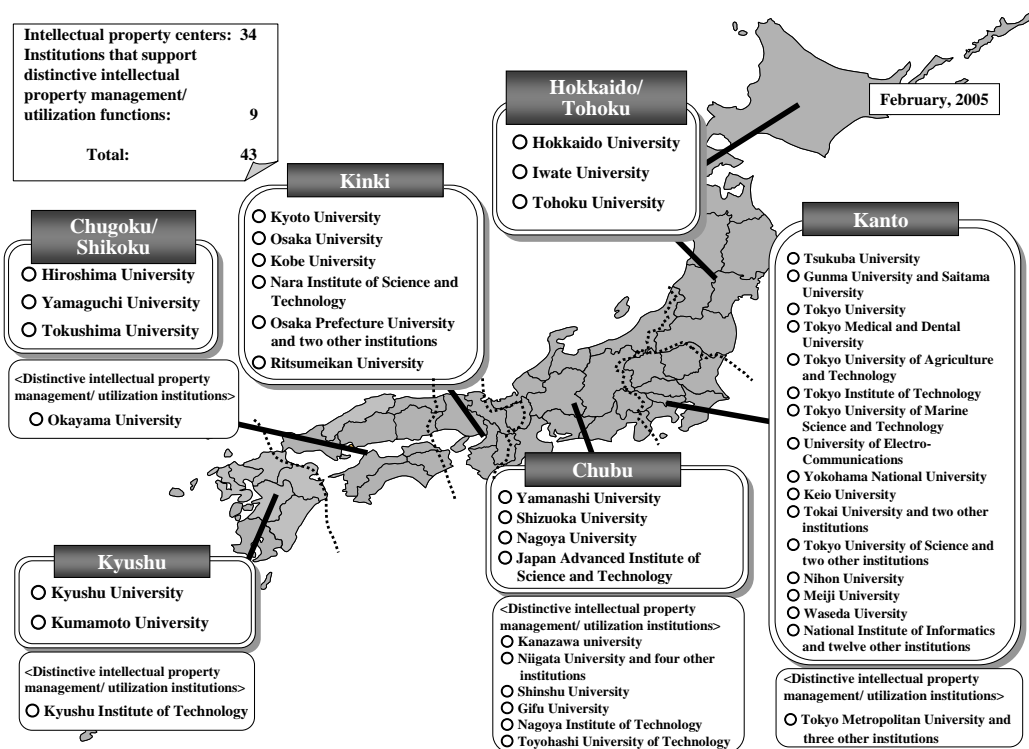 Intellectual property centers: 34
Institutions that support
distinctive intellectual
property management/
utilization functions: 9
Total: 43
Hokkaido/
Tohoku
○ Hokkaido University
○ Iwate University
○ Tohoku University
February, 2005
Kinki
○ Kyoto University
○ Osaka University
○ Kobe University
○ Nara Institute of Science and
Technology
○ Osaka Prefecture University
and two other institutions
○ Ritsumeikan University
Chugoku/
Shikoku
○ Hiroshima University
○ Yamaguchi University
○ Tokushima University
<Distinctive intellectual property
management/ utilization institutions>
○ Okayama University
Kanto
○ Tsukuba University
○ Gunma University and Saitama
University
○ Tokyo University
○ Tokyo Medical and Dental
University
○ Tokyo University of Agriculture
and Technology
○ Tokyo Institute of Technology
○ Tokyo University of Marine
Science and Technology
○ University of Electro-
Communications
○ Yokohama National University
○ Keio University
○ Tokai University and two other
institutions
○ Tokyo University of Science and
two other institutions
○ Nihon University
○ Meiji University
○ Waseda Uiversity
○ National Institute of Informatics
and twelve other institutions
<Distinctive intellectual property
management/ utilization institutions>
○ Tokyo Metropolitan University and
three other institutions
Chubu
○ Yamanashi University
○ Shizuoka University
○ Nagoya University
○ Japan Advanced Institute of
Science and Technology
<Distinctive intellectual property
management/ utilization institutions>
○ Kanazawa university
○ Niigata University and four other
institutions
○ Shinshu University
○ Gifu University
○ Nagoya Institute of Technology
○ Toyohashi University of Technology
Kyushu
○ Kyushu University
○ Kumamoto University
<Distinctive intellectual property
management/ utilization institutions>
○ Kyushu Institute of Technology